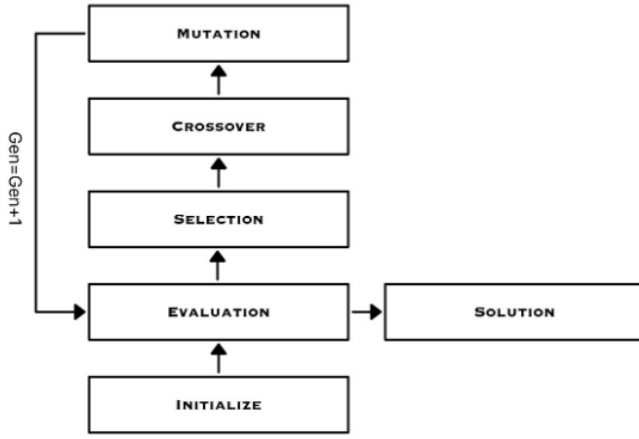 MUTATION
CROSSOVER
Gen=Gen+1
SELECTION
EVALUATION
SOLUTION
INITIALIZE